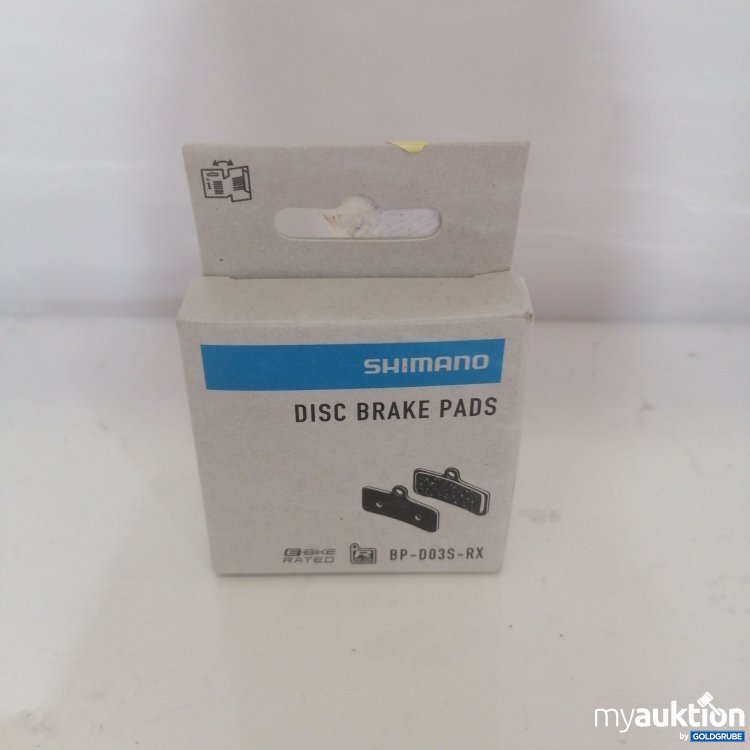 SHIMANO
DISC BRAKE PADS
E-BIKE
RATED
R
BP-D03S-RX
myauktion
by GOLDGRUBE